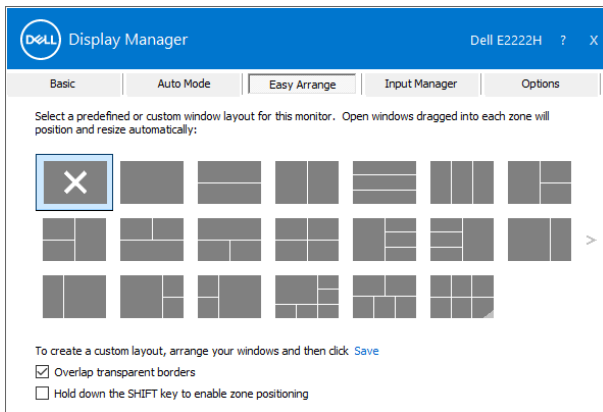 DELL Display Manager
Dell E2222H ? X
Basic Auto Mode Easy Arrange Input Manager Options
Select a predefined or custom window layout for this monitor. Open windows dragged into each zone will
position and resize automatically:
>
To create a custom layout, arrange your windows and then click Save
Overlap transparent borders
Hold down the SHIFT key to enable zone positioning